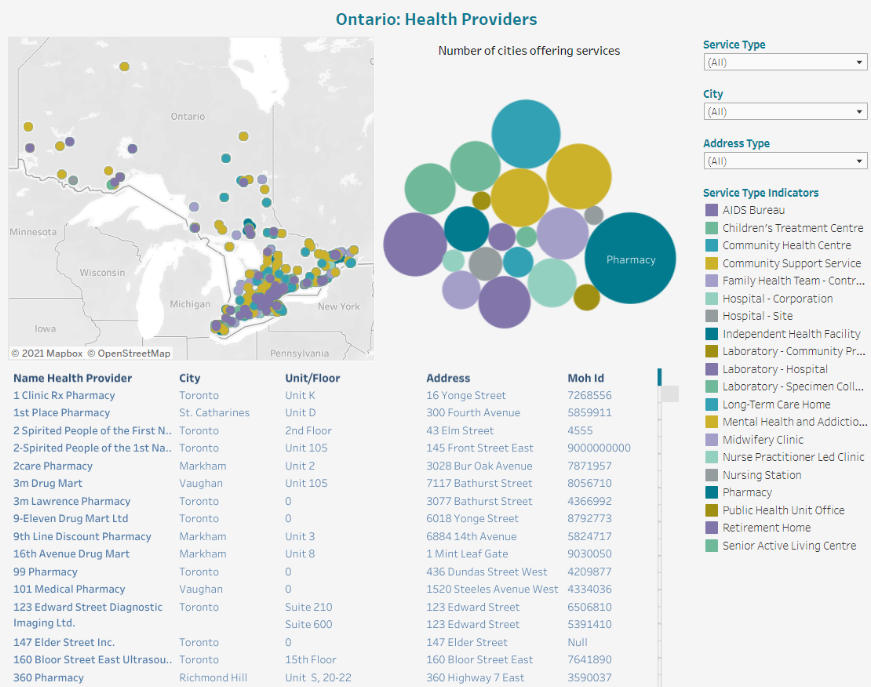 Ontario: Health Providers
Number of cities offering services
Service Type
(All)
City
(All)
Address Type
(All)
Ontario
Minnesota
Wisconsin
Michigan
New York
Iowa
Pennsylvania
© 2021 Mapbox © OpenStreetMap
Pharmacy
Service Type Indicators
AIDS Bureau
Children's Treatment Centre
Community Health Centre
Community Support Service
Family Health Team - Contr...
Hospital - Corporation
Hospital - Site
Independent Health Facility
Laboratory - Community Pr...
Laboratory - Hospital
Laboratory - Specimen Coll...
Long-Term Care Home
Mental Health and Addictio...
Midwifery Clinic
Nurse Practitioner Led Clinic
Nursing Station
Pharmacy
Public Health Unit Office
Retirement Home
Senior Active Living Centre
Name Health Provider City Unit/Floor Address Moh Id
1 Clinic Rx Pharmacy Toronto Unit K 16 Yonge Street 7268556
1st Place Pharmacy St. Catharines Unit D 300 Fourth Avenue 5859911
2 Spirited People of the First N.. Toronto 2nd Floor 43 Elm Street 4555
2-Spirited People of the 1st Na.. Toronto Unit 105 145 Front Street East 9000000000
2care Pharmacy Markham Unit 2 3028 Bur Oak Avenue 7871957
3m Drug Mart Vaughan Unit 105 7117 Bathurst Street 8056710
3m Lawrence Pharmacy Toronto 0 3077 Bathurst Street 4366992
9-Eleven Drug Mart Ltd Toronto 0 6018 Yonge Street 8792773
9th Line Discount Pharmacy Markham Unit 3 6884 14th Avenue 5824717
16th Avenue Drug Mart Markham Unit 8 1 Mint Leaf Gate 9030050
99 Pharmacy Toronto 0 436 Dundas Street West 4209877
101 Medical Pharmacy Vaughan 0 1520 Steeles Avenue West 4334036
123 Edward Street Diagnostic Toronto Suite 210 123 Edward Street 6506810
Imaging Ltd. Suite 600 123 Edward Street 5391410
147 Elder Street Inc. Toronto 0 147 Elder Street Null
160 Bloor Street East Ultrasou.. Toronto 15th Floor 160 Bloor Street East 7641890
360 Pharmacy Richmond Hill Unit S, 20-22 360 Highway 7 East 3590037